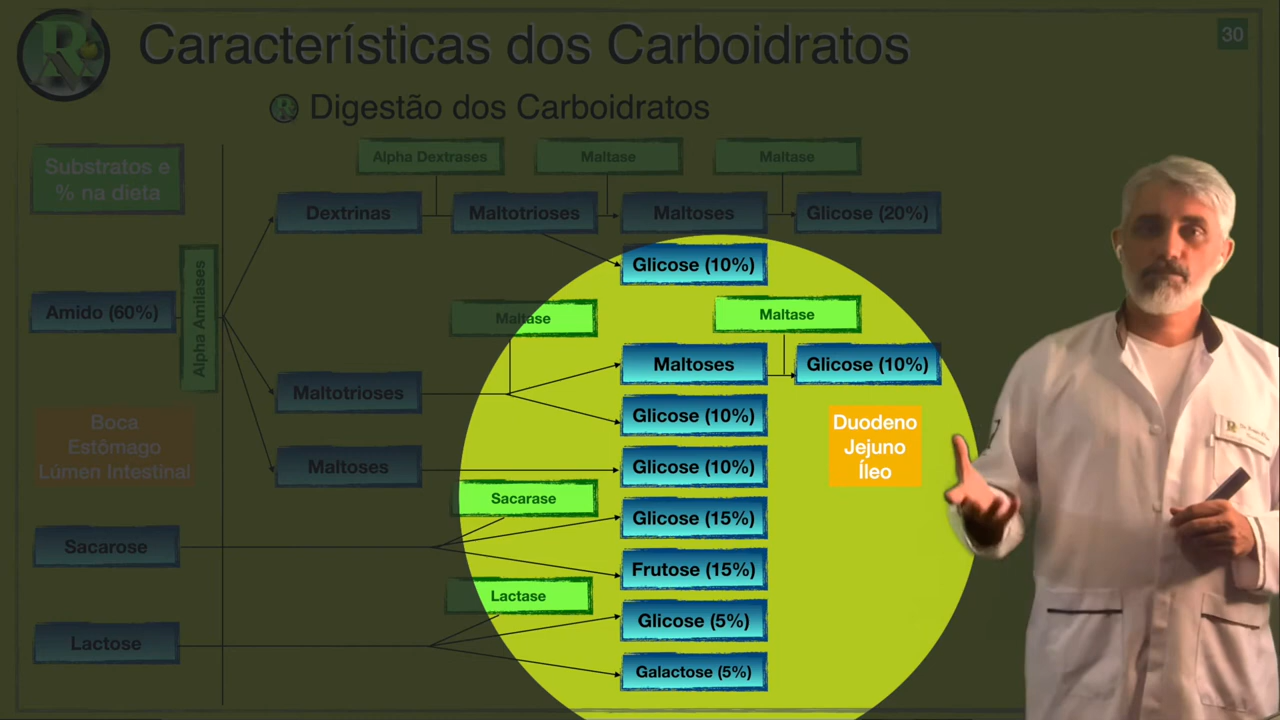 Características dos Carboidratos
30
Digestão dos Carboidratos
Substratos e
% na dieta
Alpha Dextrases
Maltase
Maltase
Dextrinas
Maltotrioses
Maltoses
Glicose (20%)
Glicose (10%)
Amido (60%)
Alpha Amilases
Maltase
Maltase
Maltoses
Glicose (10%)
Maltotrioses
Glicose (10%)
Boca
Estômago
Lúmen Intestinal
Duodeno
Jejuno
Íleo
Maltoses
Glicose (10%)
Sacarase
Glicose (15%)
Sacarose
Frutose (15%)
Lactase
Glicose (5%)
Lactose
Galactose (5%)